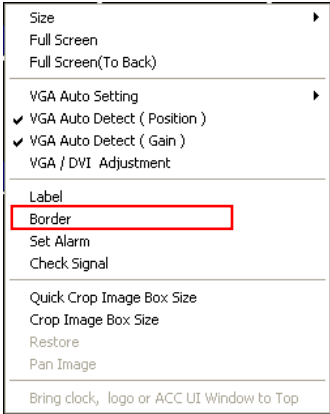 Size
Full Screen
Full Screen(To Back)
VGA Auto Setting
VGA Auto Detect ( Position )
VGA Auto Detect ( Gain )
VGA / DVI Adjustment
Label
Border
Set Alarm
Check Signal
Quick Crop Image Box Size
Crop Image Box Size
Restore
Pan Image
Bring clock, logo or ACC UI Window to Top